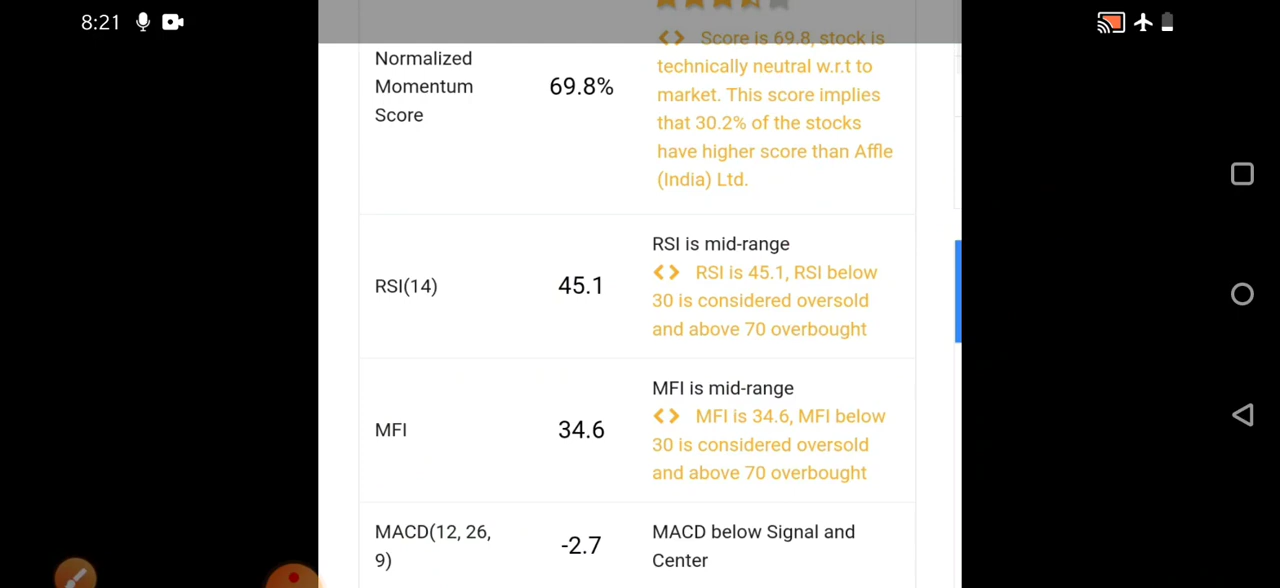 8:21
Normalized
Momentum
Score
69.8%
Score is 69.8, stock is
technically neutral w.r.t to
market. This score implies
that 30.2% of the stocks
have higher score than Affle
(India) Ltd.
RSI(14)
45.1
RSI is mid-range
<> RSI is 45.1, RSI below
30 is considered oversold
and above 70 overbought
MFI
34.6
MFI is mid-range
<> MFI is 34.6, MFI below
30 is considered oversold
and above 70 overbought
MACD(12, 26,
9)
-2.7
MACD below Signal and
Center